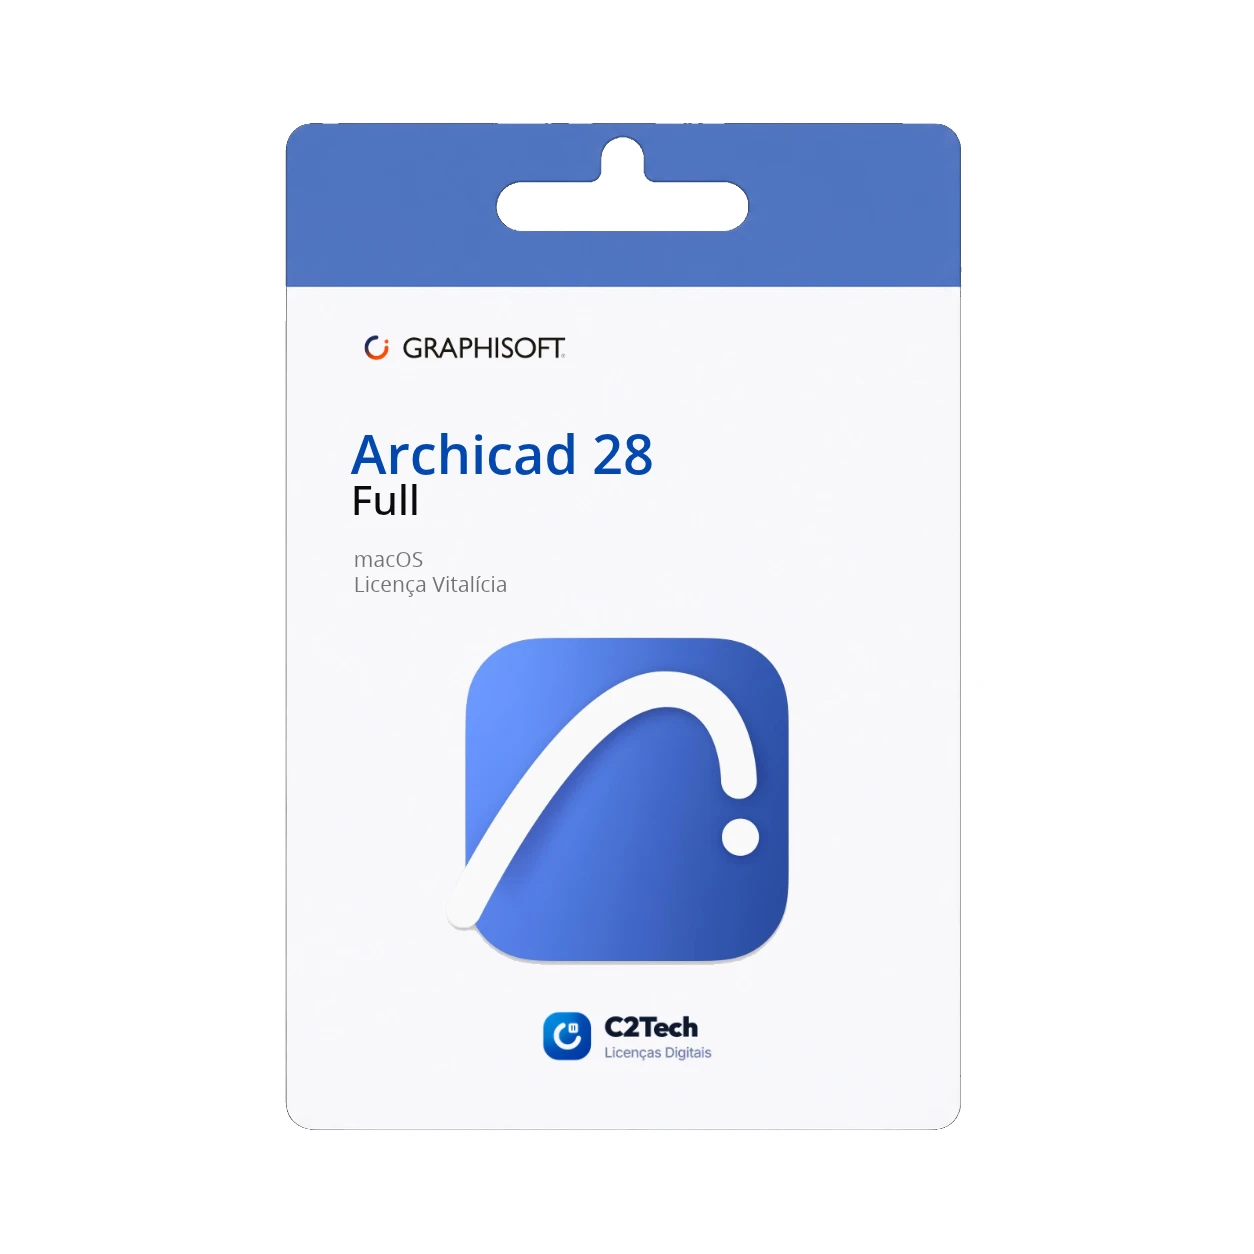 GRAPHISOFT
Archicad 28
Full
macOS
Licença Vitalícia
C2Tech
Licenças Digitais